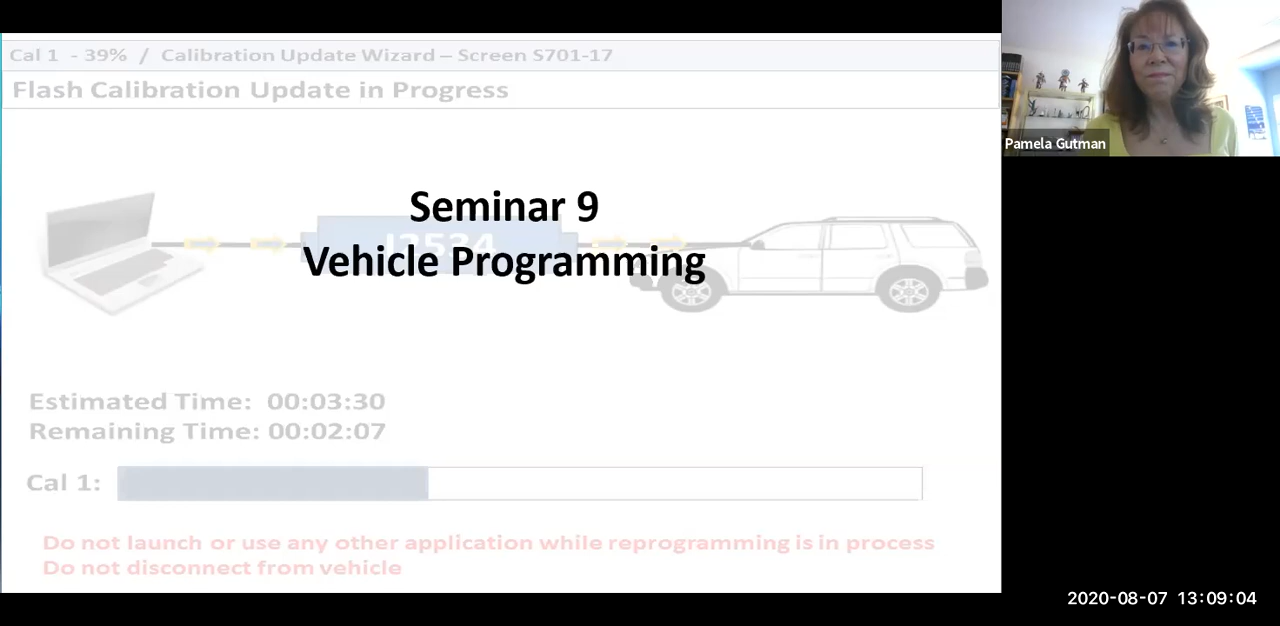 Cal 1 - 39% / Calibration Update Wizard – Screen S701-17
Flash Calibration Update in Progress
Pamela Gutman
Seminar 9
J2534
Vehicle Programming
Estimated Time: 00:03:30
Remaining Time: 00:02:07
Cal 1:
Do not launch or use any other application while reprogramming is in process
Do not disconnect from vehicle
2020-08-07 13:09:04